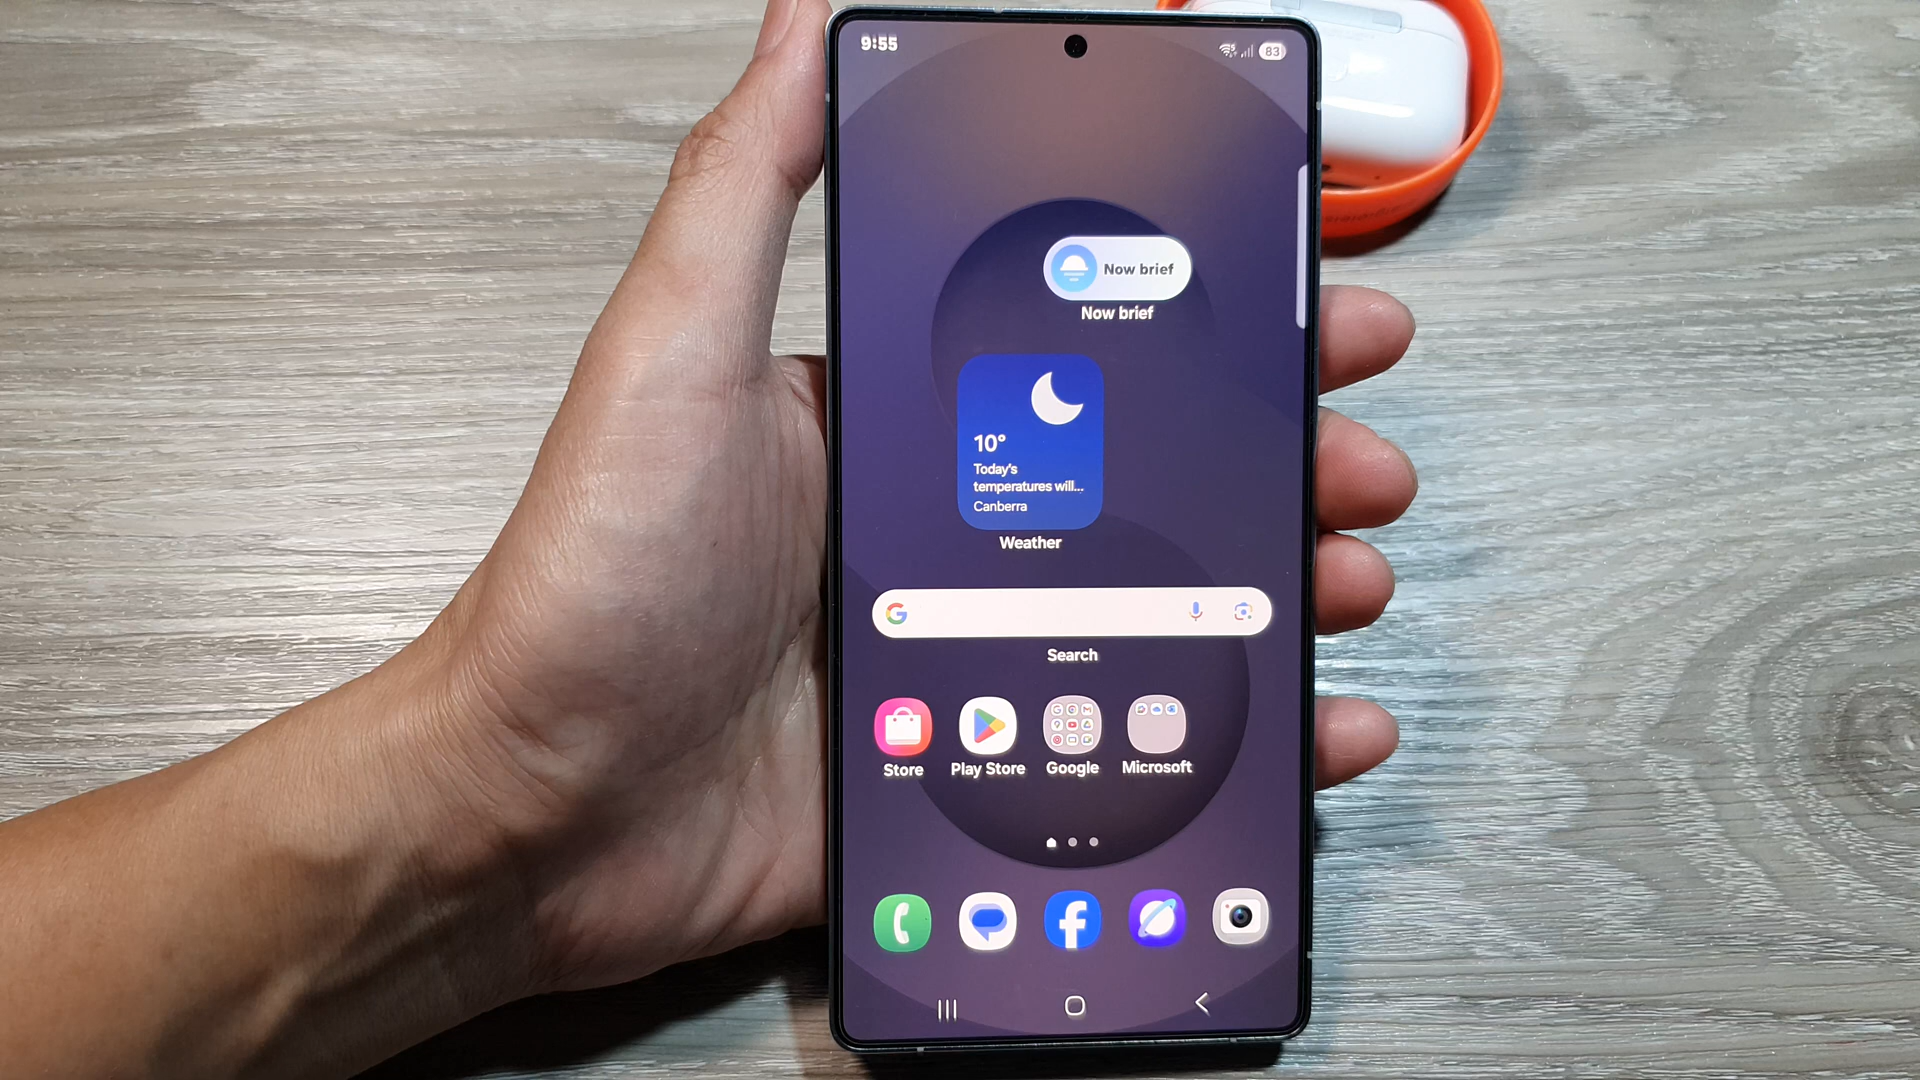 9:55
83
Now brief
Now brief
10°
Today's
temperatures will...
Canberra
Weather
Search
Store
Play Store
Google
Microsoft